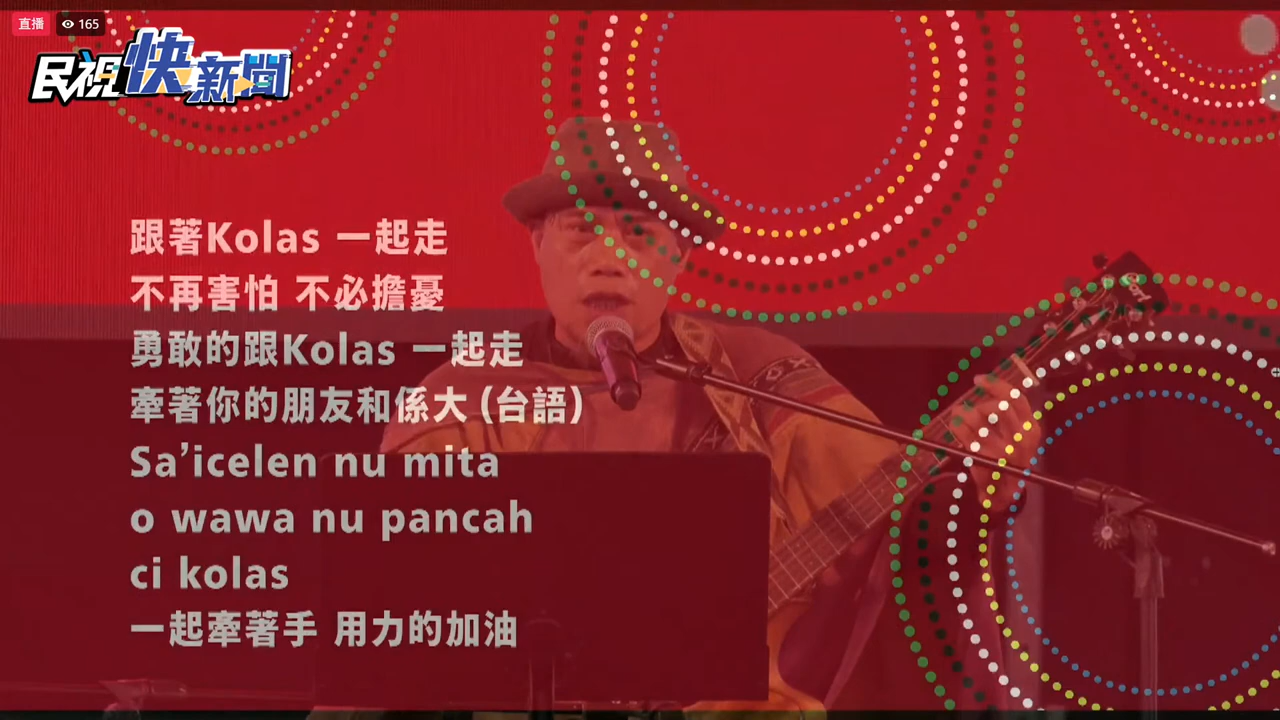 直播 165
民視快新聞
跟著Kolas 一起走
不再害怕 不必擔憂
勇敢的跟Kolas 一起走
牽著你的朋友和係大（台語）
Sa’icelen nu mita
o wawa nu pancah
ci kolas
一起牽著手 用力的加油